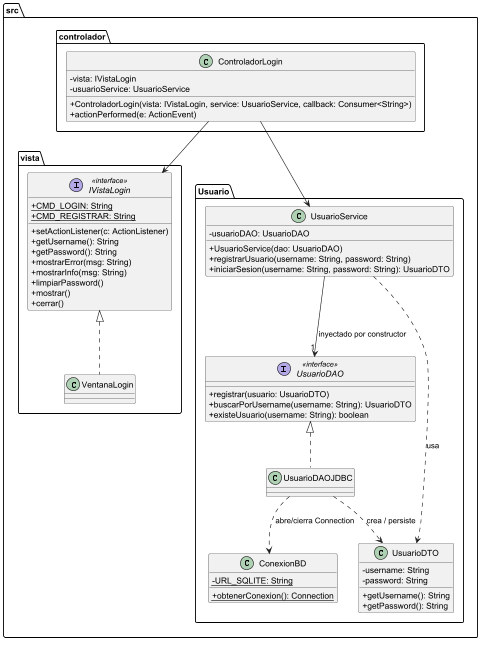 src
controlador
C ControladorLogin
-vista: IVistaLogin
-usuarioService: UsuarioService
+ControladorLogin(vista: IVistaLogin, service: UsuarioService, callback: Consumer<String>)
+actionPerformed(e: ActionEvent)
vista
«interface»
I IVistaLogin
+CMD_LOGIN: String
+CMD_REGISTRAR: String
+setActionListener(c: ActionListener)
+getUsername(): String
+getPassword(): String
+mostrarError(msg: String)
+mostrarInfo(msg: String)
+limpiarPassword()
+mostrar()
+cerrar()
C VentanaLogin
Usuario
C UsuarioService
-usuarioDAO: UsuarioDAO
+UsuarioService(dao: UsuarioDAO)
+registrarUsuario(username: String, password: String)
+iniciarSesion(username: String, password: String): UsuarioDTO
inyectado por constructor
1
«interface»
I UsuarioDAO
+registrar(usuario: UsuarioDTO)
+buscarPorUsername(username: String): UsuarioDTO
+existeUsuario(username: String): boolean
usa
C UsuarioDAOJDBC
abre/cierra Connection
crea / persiste
C ConexionBD
-URL_SQLITE: String
+obtenerConexion(): Connection
C UsuarioDTO
-username: String
-password: String
+getUsername(): String
+getPassword(): String